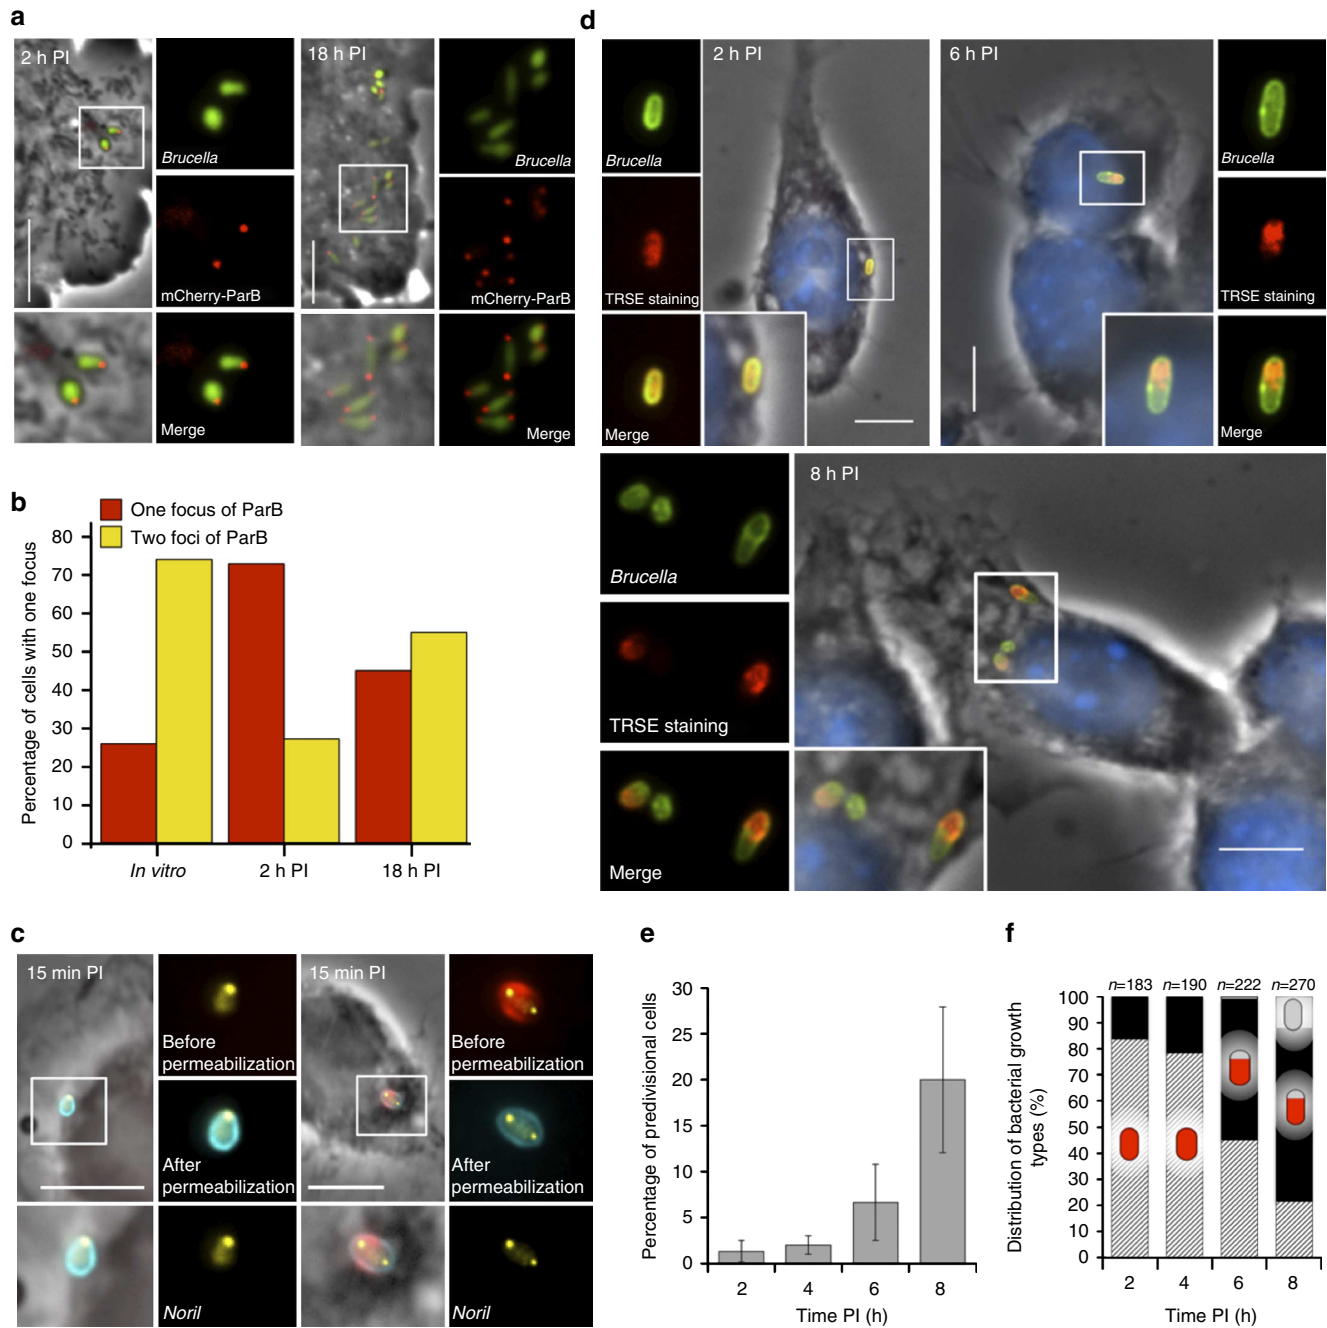 a
2 h PI
Brucella
mCherry-ParB
Merge
18 h PI
Brucella
mCherry-ParB
Merge
b
One focus of ParB
Two foci of ParB
Percentage of cells with one focus
80
70
60
50
40
30
20
10
0
In vitro
2 h PI
18 h PI
c
15 min PI
Before
permeabilization
After
permeabilization
Noril
15 min PI
Before
permeabilization
After
permeabilization
Noril
d
Brucella
TRSE staining
Merge
2 h PI
6 h PI
Brucella
TRSE staining
Merge
Brucella
TRSE staining
Merge
8 h PI
e
Percentage of predivisional cells
30
25
20
15
10
5
0
2
4
6
8
Time PI (h)
f
n=183
n=190
n=222
n=270
Distribution of bacterial growth
types (%)
100
90
80
70
60
50
40
30
20
10
0
2
4
6
8
Time PI (h)